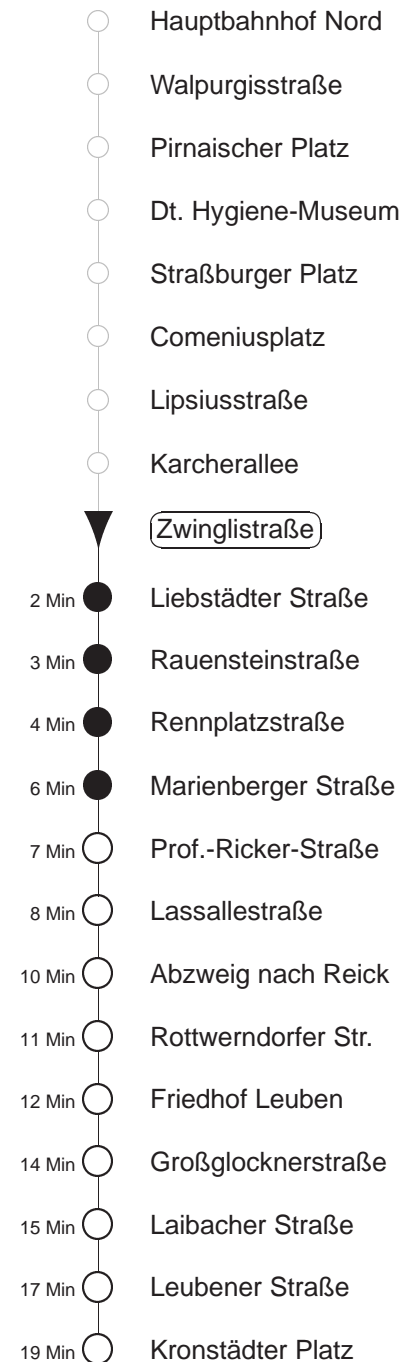 Hauptbahnhof Nord
Walpurgisstraße
Pirnaischer Platz
Dt. Hygiene-Museum
Straßburger Platz
Comeniusplatz
Lipsiusstraße
Karcherallee
Zwinglistraße
2 Min Liebstädter Straße
3 Min Rauensteinstraße
4 Min Rennplatzstraße
6 Min Marienberger Straße
7 Min Prof.-Ricker-Straße
8 Min Lassallestraße
10 Min Abzweig nach Reick
11 Min Rottwerndorfer Str.
12 Min Friedhof Leuben
14 Min Großglocknerstraße
15 Min Laibacher Straße
17 Min Leubener Straße
19 Min Kronstädter Platz